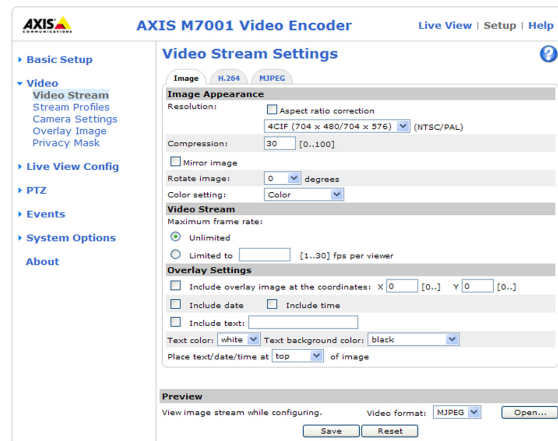 AXIS
COMMUNICATIONS
AXIS M7001 Video Encoder
Live View | Setup | Help
Basic Setup
Video
Video Stream
Stream Profiles
Camera Settings
Overlay Image
Privacy Mask
Live View Config
PTZ
Events
System Options
About
Video Stream Settings
?
Image H.264 MJPEG
Image Appearance
Resolution: Aspect ratio correction
4CIF (704 x 480/704 x 576) (NTSC/PAL)
Compression: 30 [0..100]
Mirror image
Rotate image: 0 degrees
Color setting: Color
Video Stream
Maximum frame rate:
Unlimited
Limited to [1..30] fps per viewer
Overlay Settings
Include overlay image at the coordinates: X 0 [0..] Y 0 [0..]
Include date Include time
Include text:
Text color: white Text background color: black
Place text/date/time at top of image
Preview
View image stream while configuring. Video format: MJPEG Open...
Save Reset